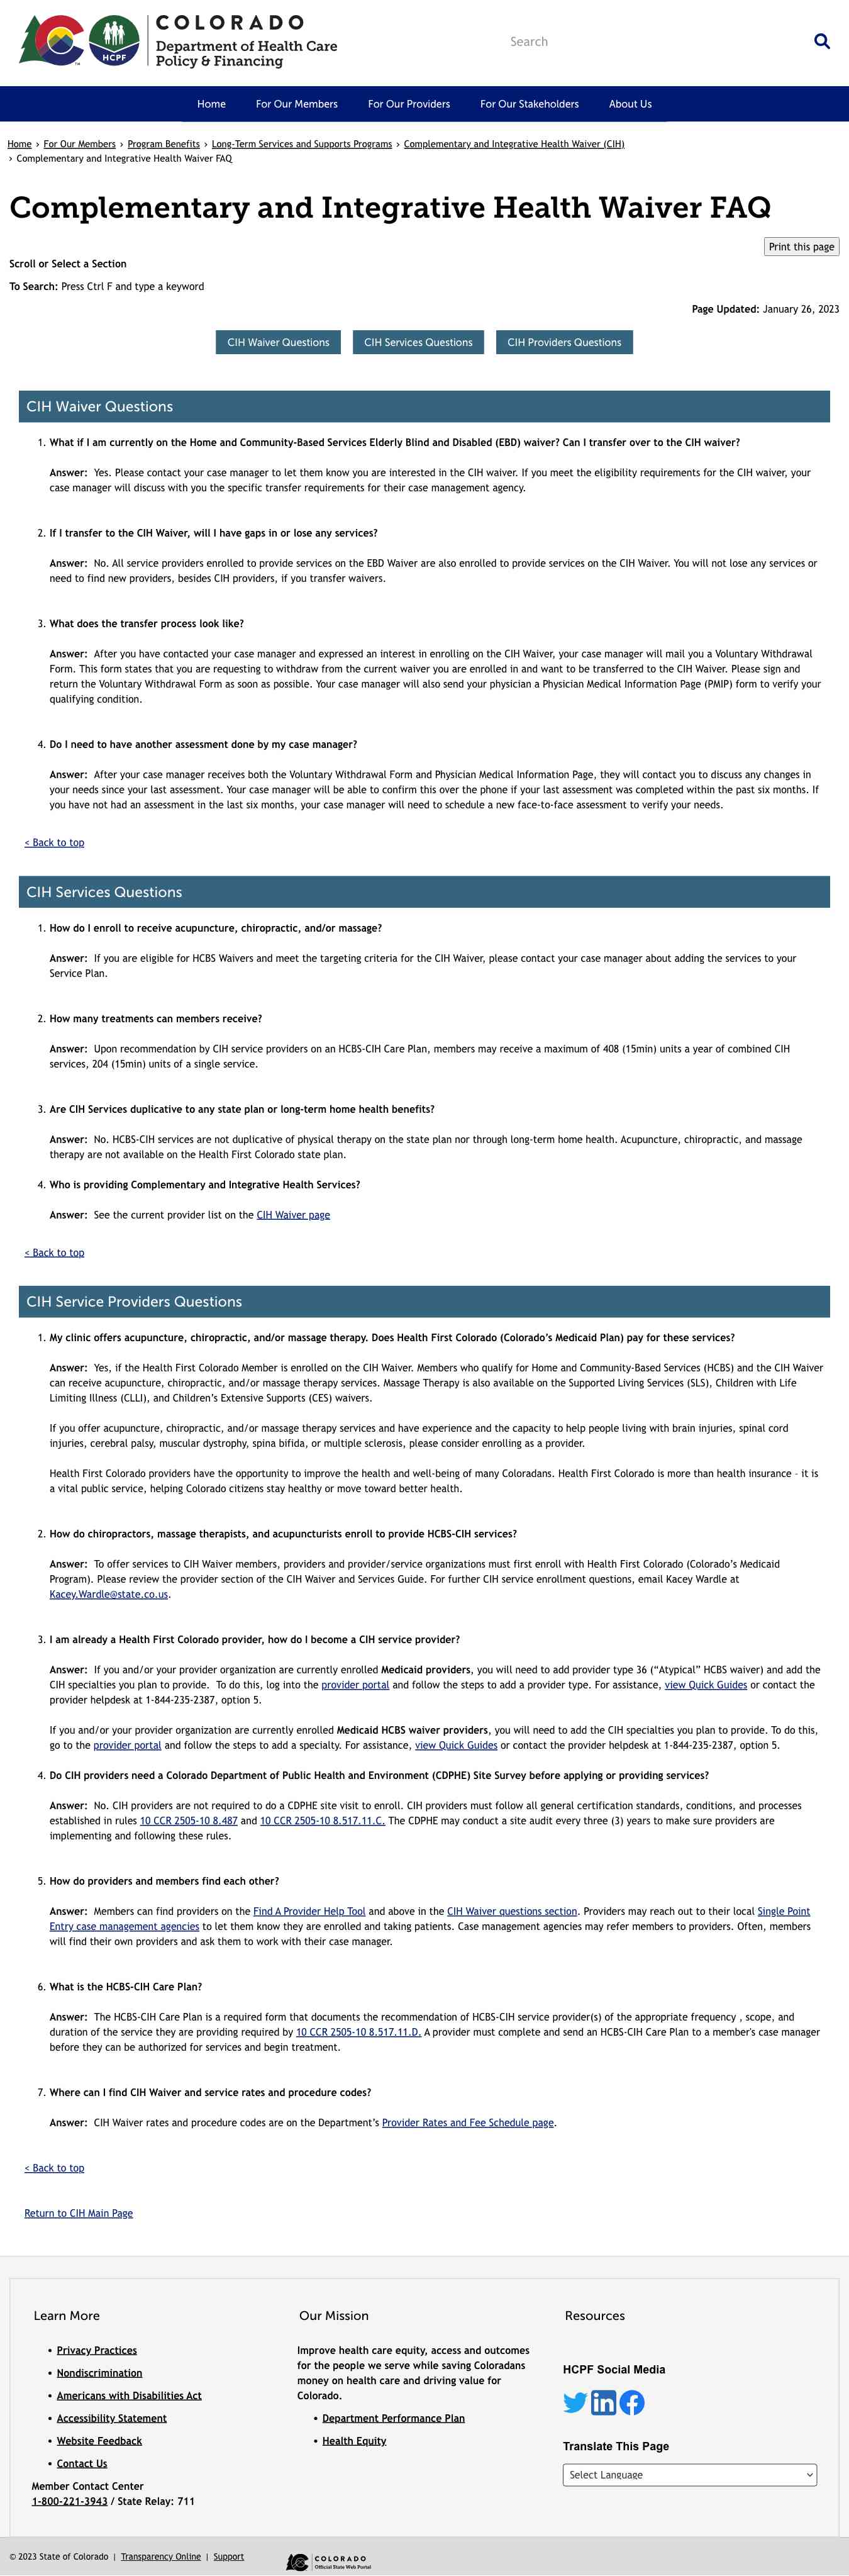 COLORADO
Department of Health Care
Policy & Financing
HCPF
TM
Search
Home
For Our Members
For Our Providers
For Our Stakeholders
About Us
Home › For Our Members › Program Benefits › Long-Term Services and Supports Programs › Complementary and Integrative Health Waiver (CIH)
› Complementary and Integrative Health Waiver FAQ
Complementary and Integrative Health Waiver FAQ
Print this page
Scroll or Select a Section
To Search: Press Ctrl F and type a keyword
Page Updated: January 26, 2023
CIH Waiver Questions
CIH Services Questions
CIH Providers Questions
CIH Waiver Questions
1. What if I am currently on the Home and Community-Based Services Elderly Blind and Disabled (EBD) waiver? Can I transfer over to the CIH waiver?
Answer: Yes. Please contact your case manager to let them know you are interested in the CIH waiver. If you meet the eligibility requirements for the CIH waiver, your
case manager will discuss with you the specific transfer requirements for their case management agency.
2. If I transfer to the CIH Waiver, will I have gaps in or lose any services?
Answer: No. All service providers enrolled to provide services on the EBD Waiver are also enrolled to provide services on the CIH Waiver. You will not lose any services or
need to find new providers, besides CIH providers, if you transfer waivers.
3. What does the transfer process look like?
Answer: After you have contacted your case manager and expressed an interest in enrolling on the CIH Waiver, your case manager will mail you a Voluntary Withdrawal
Form. This form states that you are requesting to withdraw from the current waiver you are enrolled in and want to be transferred to the CIH Waiver. Please sign and
return the Voluntary Withdrawal Form as soon as possible. Your case manager will also send your physician a Physician Medical Information Page (PMIP) form to verify your
qualifying condition.
4. Do I need to have another assessment done by my case manager?
Answer: After your case manager receives both the Voluntary Withdrawal Form and Physician Medical Information Page, they will contact you to discuss any changes in
your needs since your last assessment. Your case manager will be able to confirm this over the phone if your last assessment was completed within the past six months. If
you have not had an assessment in the last six months, your case manager will need to schedule a new face-to-face assessment to verify your needs.
< Back to top
CIH Services Questions
1. How do I enroll to receive acupuncture, chiropractic, and/or massage?
Answer: If you are eligible for HCBS Waivers and meet the targeting criteria for the CIH Waiver, please contact your case manager about adding the services to your
Service Plan.
2. How many treatments can members receive?
Answer: Upon recommendation by CIH service providers on an HCBS-CIH Care Plan, members may receive a maximum of 408 (15min) units a year of combined CIH
services, 204 (15min) units of a single service.
3. Are CIH Services duplicative to any state plan or long-term home health benefits?
Answer: No. HCBS-CIH services are not duplicative of physical therapy on the state plan nor through long-term home health. Acupuncture, chiropractic, and massage
therapy are not available on the Health First Colorado state plan.
4. Who is providing Complementary and Integrative Health Services?
Answer: See the current provider list on the CIH Waiver page
< Back to top
CIH Service Providers Questions
1. My clinic offers acupuncture, chiropractic, and/or massage therapy. Does Health First Colorado (Colorado’s Medicaid Plan) pay for these services?
Answer: Yes, if the Health First Colorado Member is enrolled on the CIH Waiver. Members who qualify for Home and Community-Based Services (HCBS) and the CIH Waiver
can receive acupuncture, chiropractic, and/or massage therapy services. Massage Therapy is also available on the Supported Living Services (SLS), Children with Life
Limiting Illness (CLLI), and Children’s Extensive Supports (CES) waivers.
If you offer acupuncture, chiropractic, and/or massage therapy services and have experience and the capacity to help people living with brain injuries, spinal cord
injuries, cerebral palsy, muscular dystrophy, spina bifida, or multiple sclerosis, please consider enrolling as a provider.
Health First Colorado providers have the opportunity to improve the health and well-being of many Coloradans. Health First Colorado is more than health insurance – it is
a vital public service, helping Colorado citizens stay healthy or move toward better health.
2. How do chiropractors, massage therapists, and acupuncturists enroll to provide HCBS-CIH services?
Answer: To offer services to CIH Waiver members, providers and provider/service organizations must first enroll with Health First Colorado (Colorado’s Medicaid
Program). Please review the provider section of the CIH Waiver and Services Guide. For further CIH service enrollment questions, email Kacey Wardle at
Kacey.Wardle@state.co.us.
3. I am already a Health First Colorado provider, how do I become a CIH service provider?
Answer: If you and/or your provider organization are currently enrolled Medicaid providers, you will need to add provider type 36 (“Atypical” HCBS waiver) and add the
CIH specialties you plan to provide. To do this, log into the provider portal and follow the steps to add a provider type. For assistance, view Quick Guides or contact the
provider helpdesk at 1-844-235-2387, option 5.
If you and/or your provider organization are currently enrolled Medicaid HCBS waiver providers, you will need to add the CIH specialties you plan to provide. To do this,
go to the provider portal and follow the steps to add a specialty. For assistance, view Quick Guides or contact the provider helpdesk at 1-844-235-2387, option 5.
4. Do CIH providers need a Colorado Department of Public Health and Environment (CDPHE) Site Survey before applying or providing services?
Answer: No. CIH providers are not required to do a CDPHE site visit to enroll. CIH providers must follow all general certification standards, conditions, and processes
established in rules 10 CCR 2505-10 8.487 and 10 CCR 2505-10 8.517.11.C. The CDPHE may conduct a site audit every three (3) years to make sure providers are
implementing and following these rules.
5. How do providers and members find each other?
Answer: Members can find providers on the Find A Provider Help Tool and above in the CIH Waiver questions section. Providers may reach out to their local Single Point
Entry case management agencies to let them know they are enrolled and taking patients. Case management agencies may refer members to providers. Often, members
will find their own providers and ask them to work with their case manager.
6. What is the HCBS-CIH Care Plan?
Answer: The HCBS-CIH Care Plan is a required form that documents the recommendation of HCBS-CIH service provider(s) of the appropriate frequency , scope, and
duration of the service they are providing required by 10 CCR 2505-10 8.517.11.D. A provider must complete and send an HCBS-CIH Care Plan to a member's case manager
before they can be authorized for services and begin treatment.
7. Where can I find CIH Waiver and service rates and procedure codes?
Answer: CIH Waiver rates and procedure codes are on the Department’s Provider Rates and Fee Schedule page.
< Back to top
Return to CIH Main Page
Learn More
• Privacy Practices
• Nondiscrimination
• Americans with Disabilities Act
• Accessibility Statement
• Website Feedback
• Contact Us
Member Contact Center
1-800-221-3943 / State Relay: 711
Our Mission
Improve health care equity, access and outcomes
for the people we serve while saving Coloradans
money on health care and driving value for
Colorado.
• Department Performance Plan
• Health Equity
Resources
HCPF Social Media
Translate This Page
Select Language
© 2023 State of Colorado | Transparency Online | Support
COLORADO
Official State Web Portal